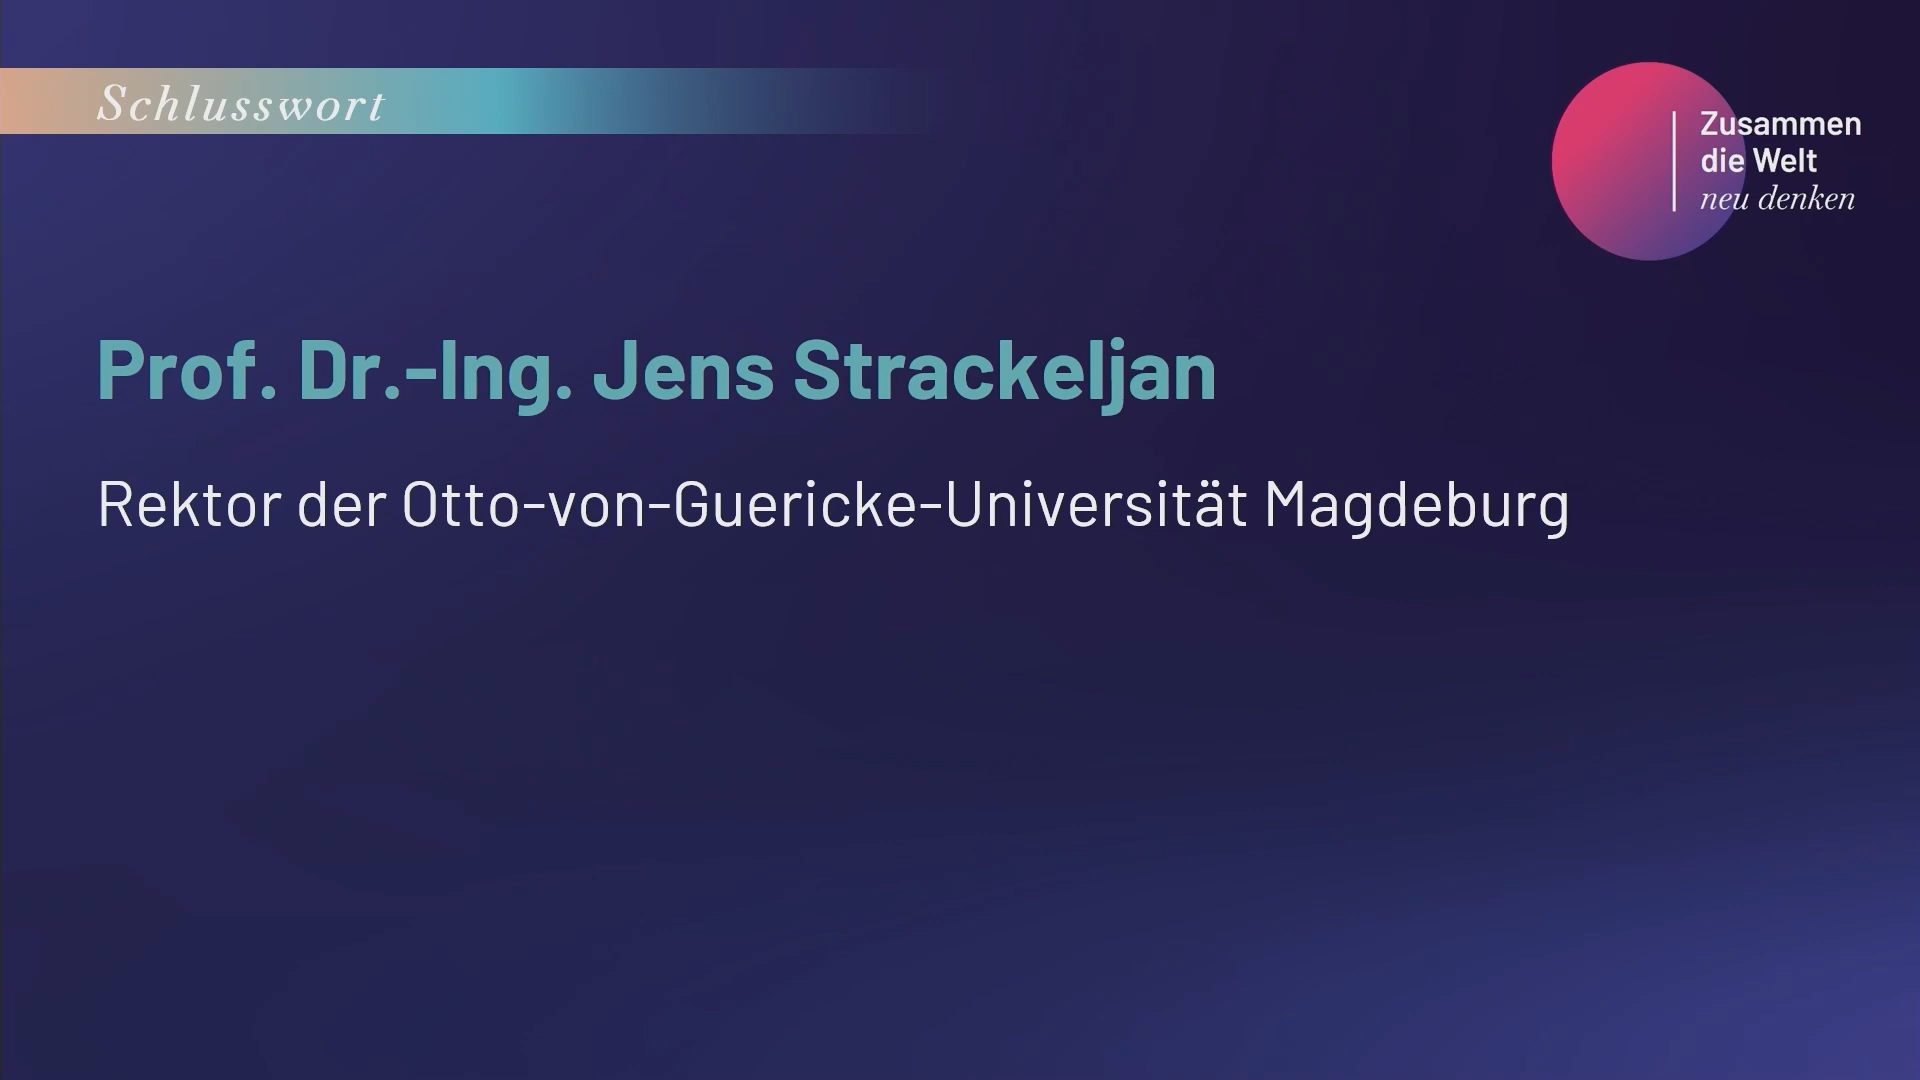 Schlusswort
Zusammen
die Welt
neu denken
Prof. Dr.-Ing. Jens Strackeljan
Rektor der Otto-von-Guericke-Universität Magdeburg